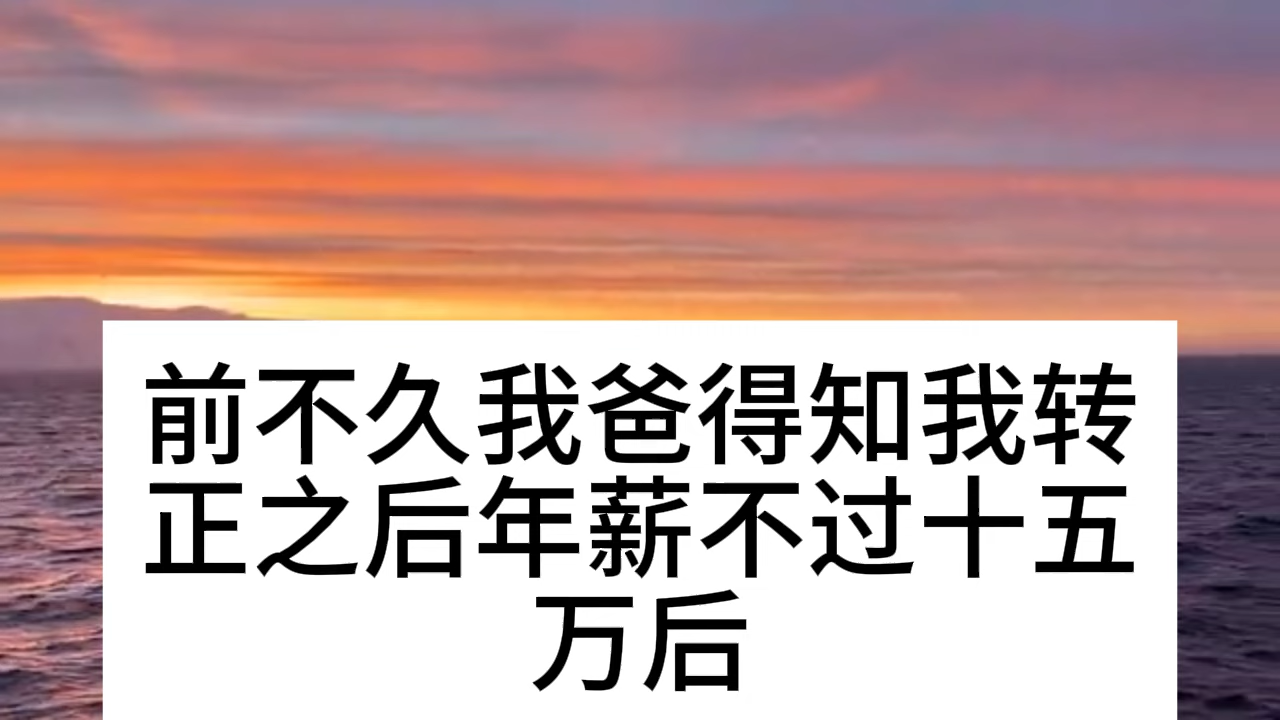 前不久我爸得知我转
正之后年薪不过十五
万后